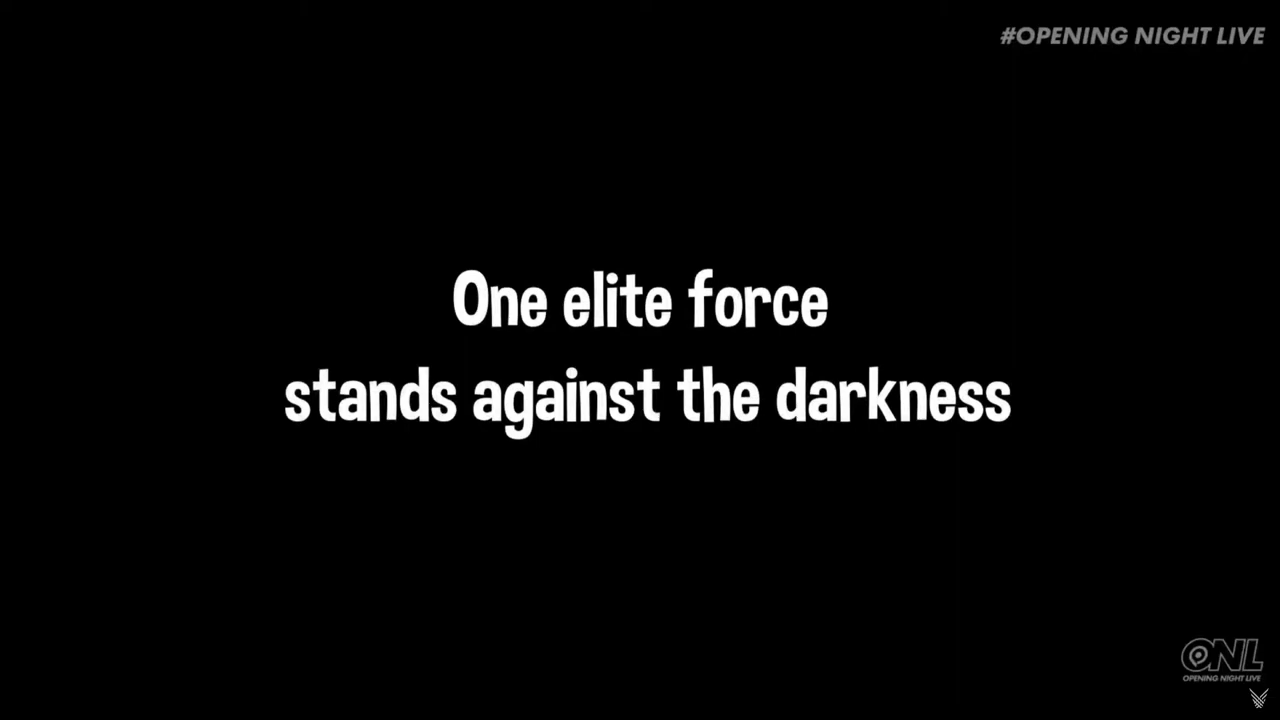 #OPENING NIGHT LIVE
One elite force
stands against the darkness
ONL
OPENING NIGHT LIVE